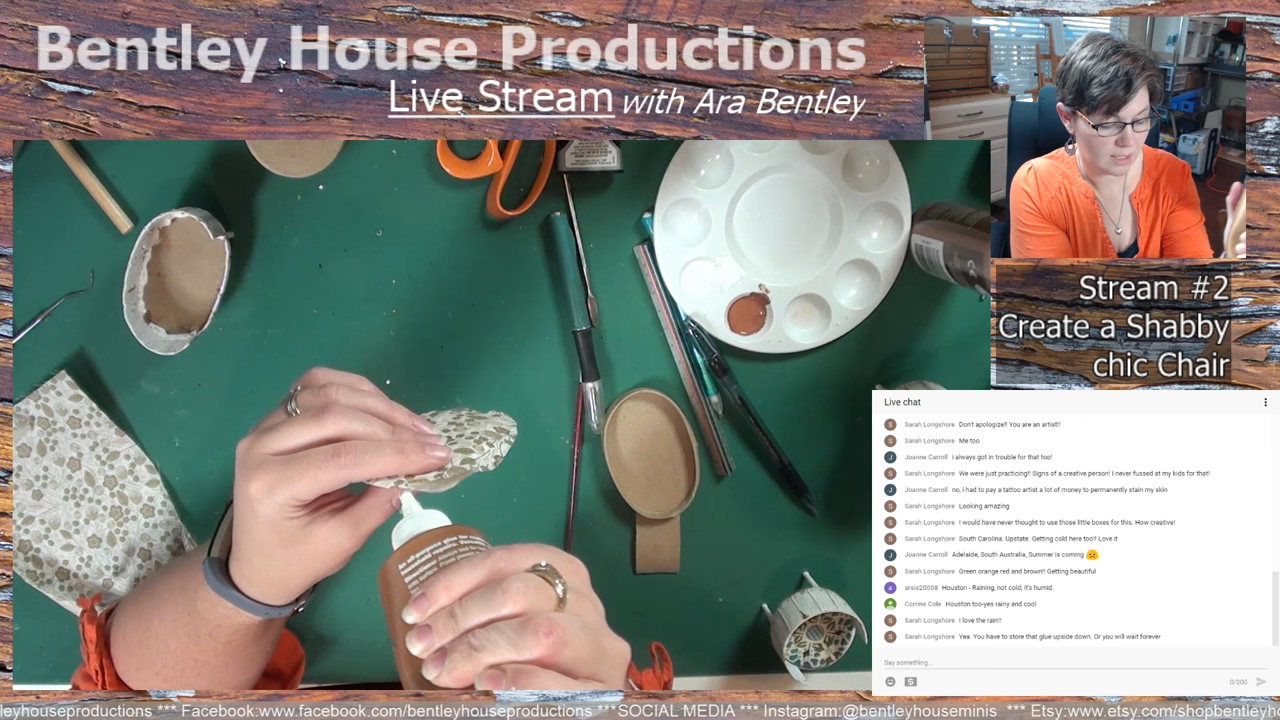 Bentley House Productions
Live Stream with Ara Bentley
Stream #2
Create a Shabby
chic Chair
Live chat
Sarah Longshore Don't apologize!! You are an artist!!
Sarah Longshore Me too
Joanne Carroll i always got in trouble for that too!
Sarah Longshore We were just practicing!! Signs of a creative person! I never fussed at my kids for that!
Joanne Carroll no, i had to pay a tattoo artist a lot of money to permanently stain my skin
Sarah Longshore Looking amazing
Sarah Longshore I would have never thought to use those little boxes for this. How creative!
Sarah Longshore South Carolina. Upstate. Getting cold here too!! Love it
Joanne Carroll Adelaide, South Australia, Summer is coming
Sarah Longshore Green orange red and brown!! Getting beautiful
arsis20008 Houston - Raining, not cold; it's humid.
Corrine Colle Houston too-yes rainy and cool
Sarah Longshore I love the rain!!
Sarah Longshore Yea. You have to store that glue upside down. Or you will wait forever
Say something...
0/200
leyhouseproductions *** Facebook:www.facebook.com/bentleyhouseproductions ***SOCIAL MEDIA *** Instagram:@bentleyhouseminis *** Etsy:www.etsy.com/shopbentleyho